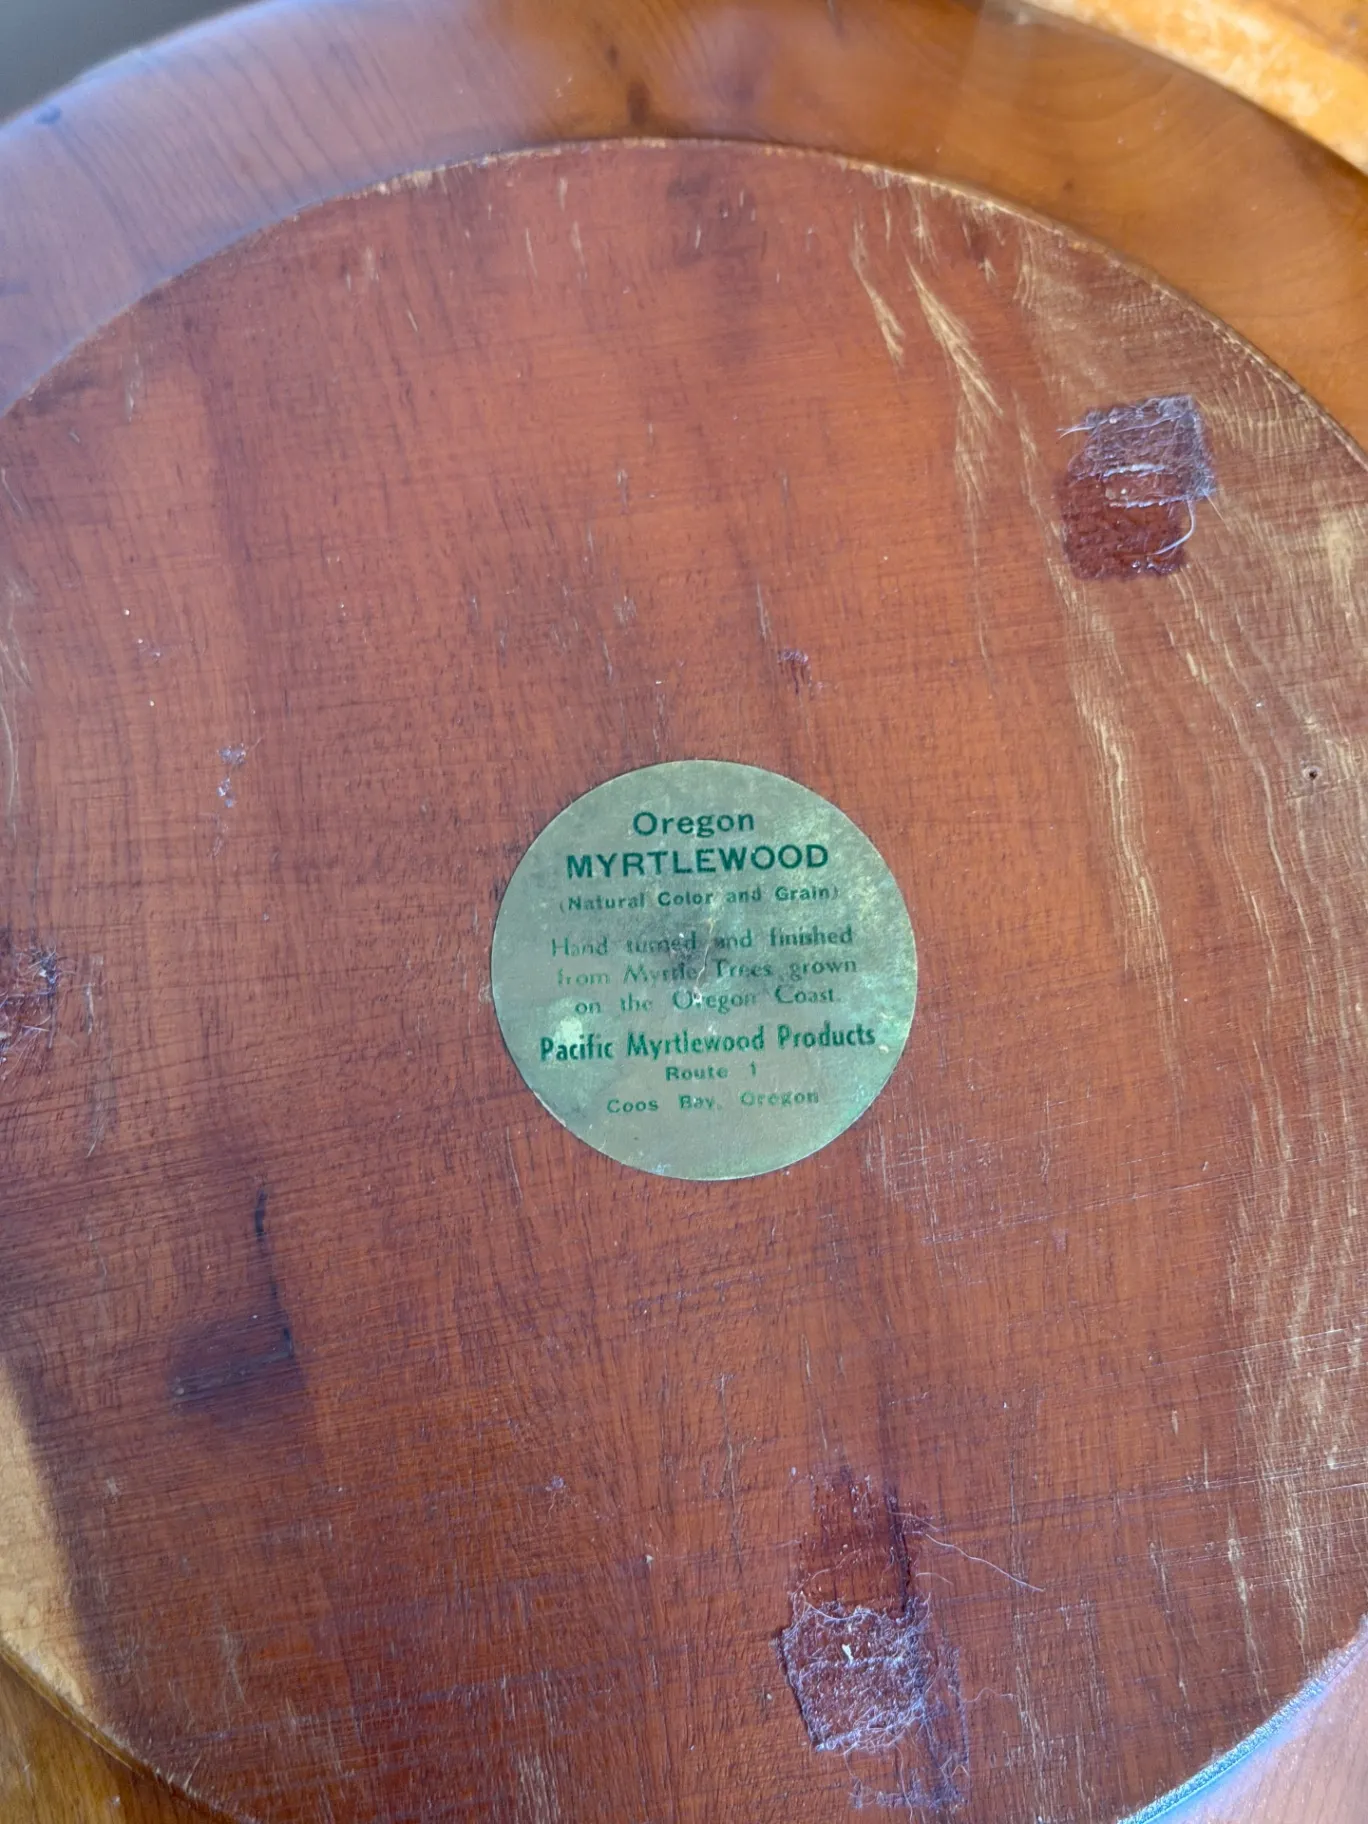 Oregon
MYRTLEWOOD
(Natural Color and Grain)
Hand turned and finished
from Myrtle Trees grown
on the Oregon Coast.
Pacific Myrtlewood Products
Route 1
Coos Bay, Oregon